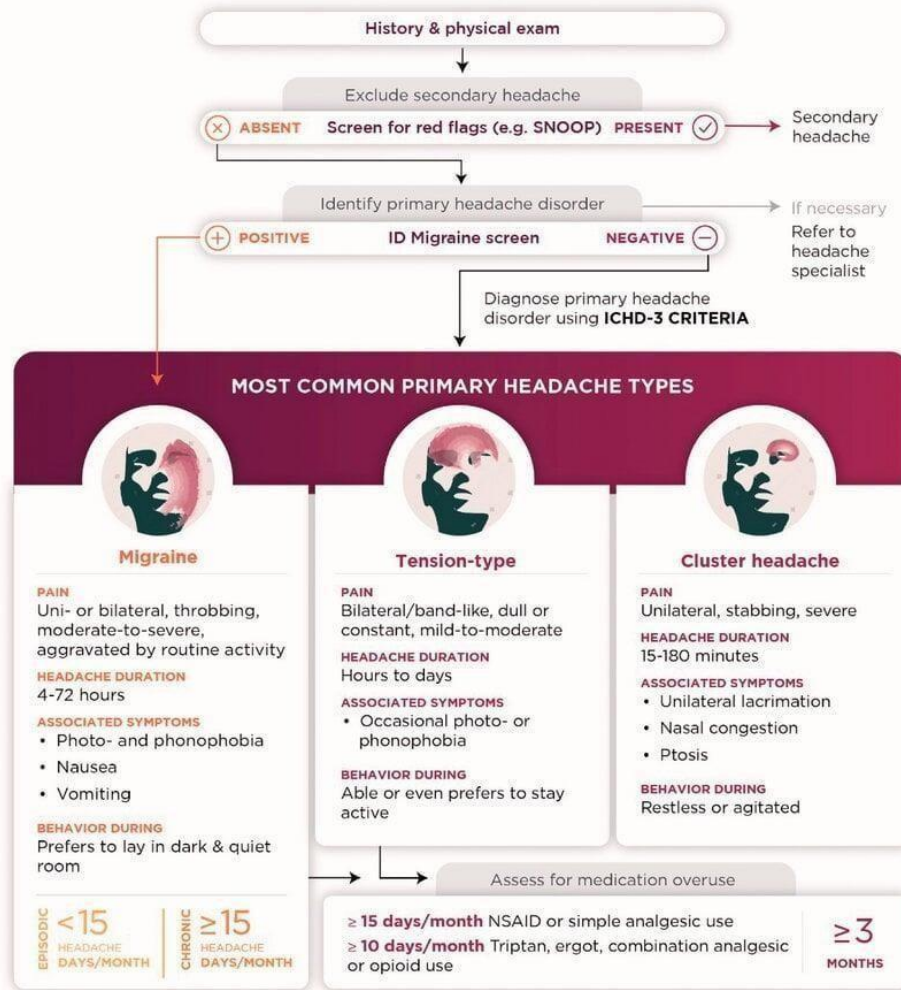 History & physical exam
Exclude secondary headache
ABSENT Screen for red flags (e.g. SNOOP) PRESENT
Secondary
headache
Identify primary headache disorder
If necessary
Refer to
headache
specialist
POSITIVE ID Migraine screen NEGATIVE
Diagnose primary headache
disorder using ICHD-3 CRITERIA
MOST COMMON PRIMARY HEADACHE TYPES
Migraine
PAIN
Uni- or bilateral, throbbing,
moderate-to-severe,
aggravated by routine activity
HEADACHE DURATION
4-72 hours
ASSOCIATED SYMPTOMS
• Photo- and phonophobia
• Nausea
• Vomiting
BEHAVIOR DURING
Prefers to lay in dark & quiet
room
EPISODIC
<15
HEADACHE
DAYS/MONTH
CHRONIC
≥15
HEADACHE
DAYS/MONTH
Tension-type
PAIN
Bilateral/band-like, dull or
constant, mild-to-moderate
HEADACHE DURATION
Hours to days
ASSOCIATED SYMPTOMS
• Occasional photo- or
phonophobia
BEHAVIOR DURING
Able or even prefers to stay
active
Cluster headache
PAIN
Unilateral, stabbing, severe
HEADACHE DURATION
15-180 minutes
ASSOCIATED SYMPTOMS
• Unilateral lacrimation
• Nasal congestion
• Ptosis
BEHAVIOR DURING
Restless or agitated
Assess for medication overuse
≥ 15 days/month NSAID or simple analgesic use
≥ 10 days/month Triptan, ergot, combination analgesic
or opioid use
≥3
MONTHS